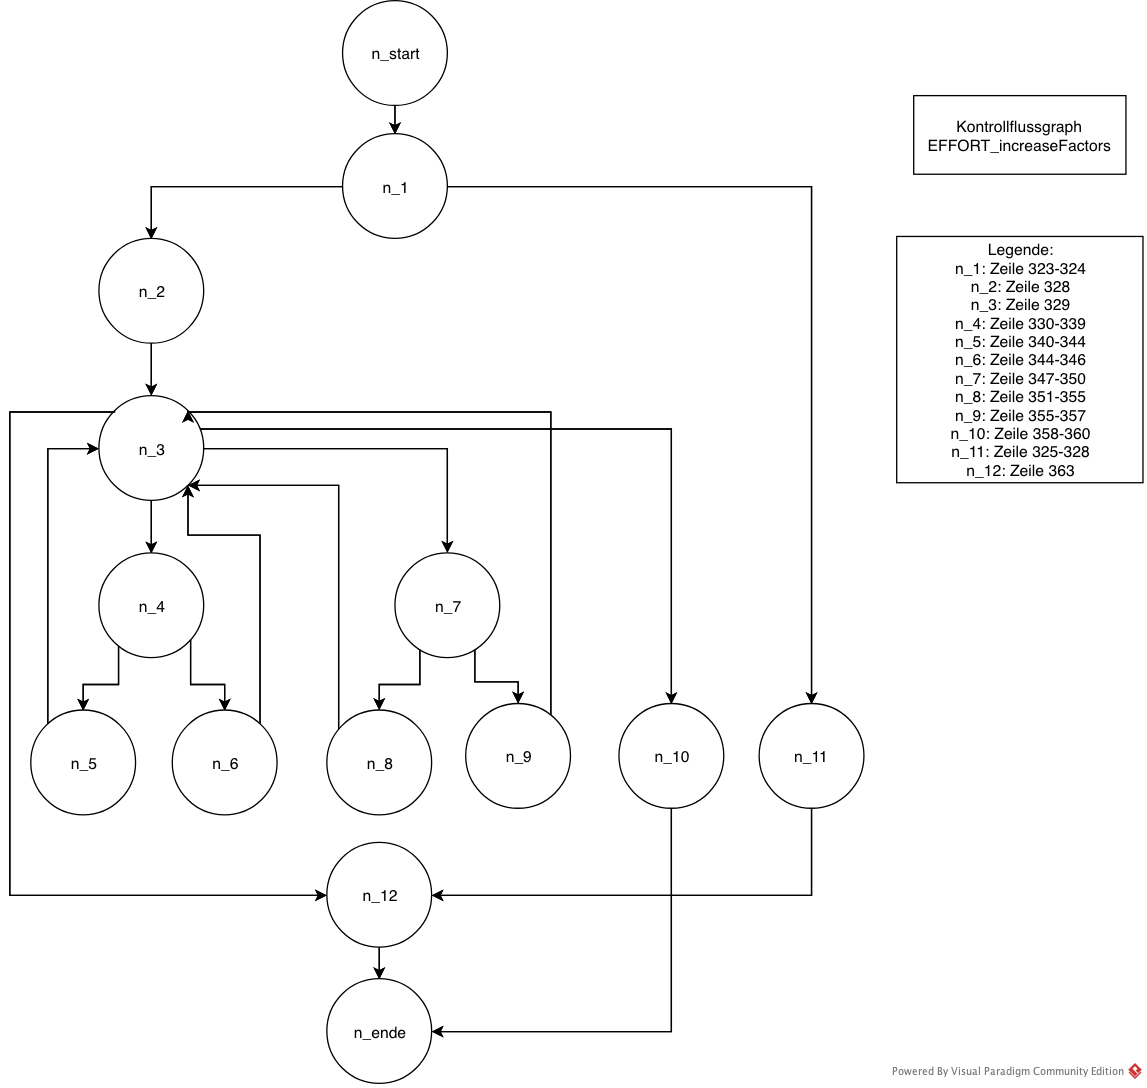 n_start
n_1
Kontrollflussgraph
EFFORT_increaseFactors
n_2
Legende:
n_1: Zeile 323-324
n_2: Zeile 328
n_3: Zeile 329
n_4: Zeile 330-339
n_5: Zeile 340-344
n_6: Zeile 344-346
n_7: Zeile 347-350
n_8: Zeile 351-355
n_9: Zeile 355-357
n_10: Zeile 358-360
n_11: Zeile 325-328
n_12: Zeile 363
n_3
n_4
n_7
n_5
n_6
n_8
n_9
n_10
n_11
n_12
n_ende
Powered By Visual Paradigm Community Edition